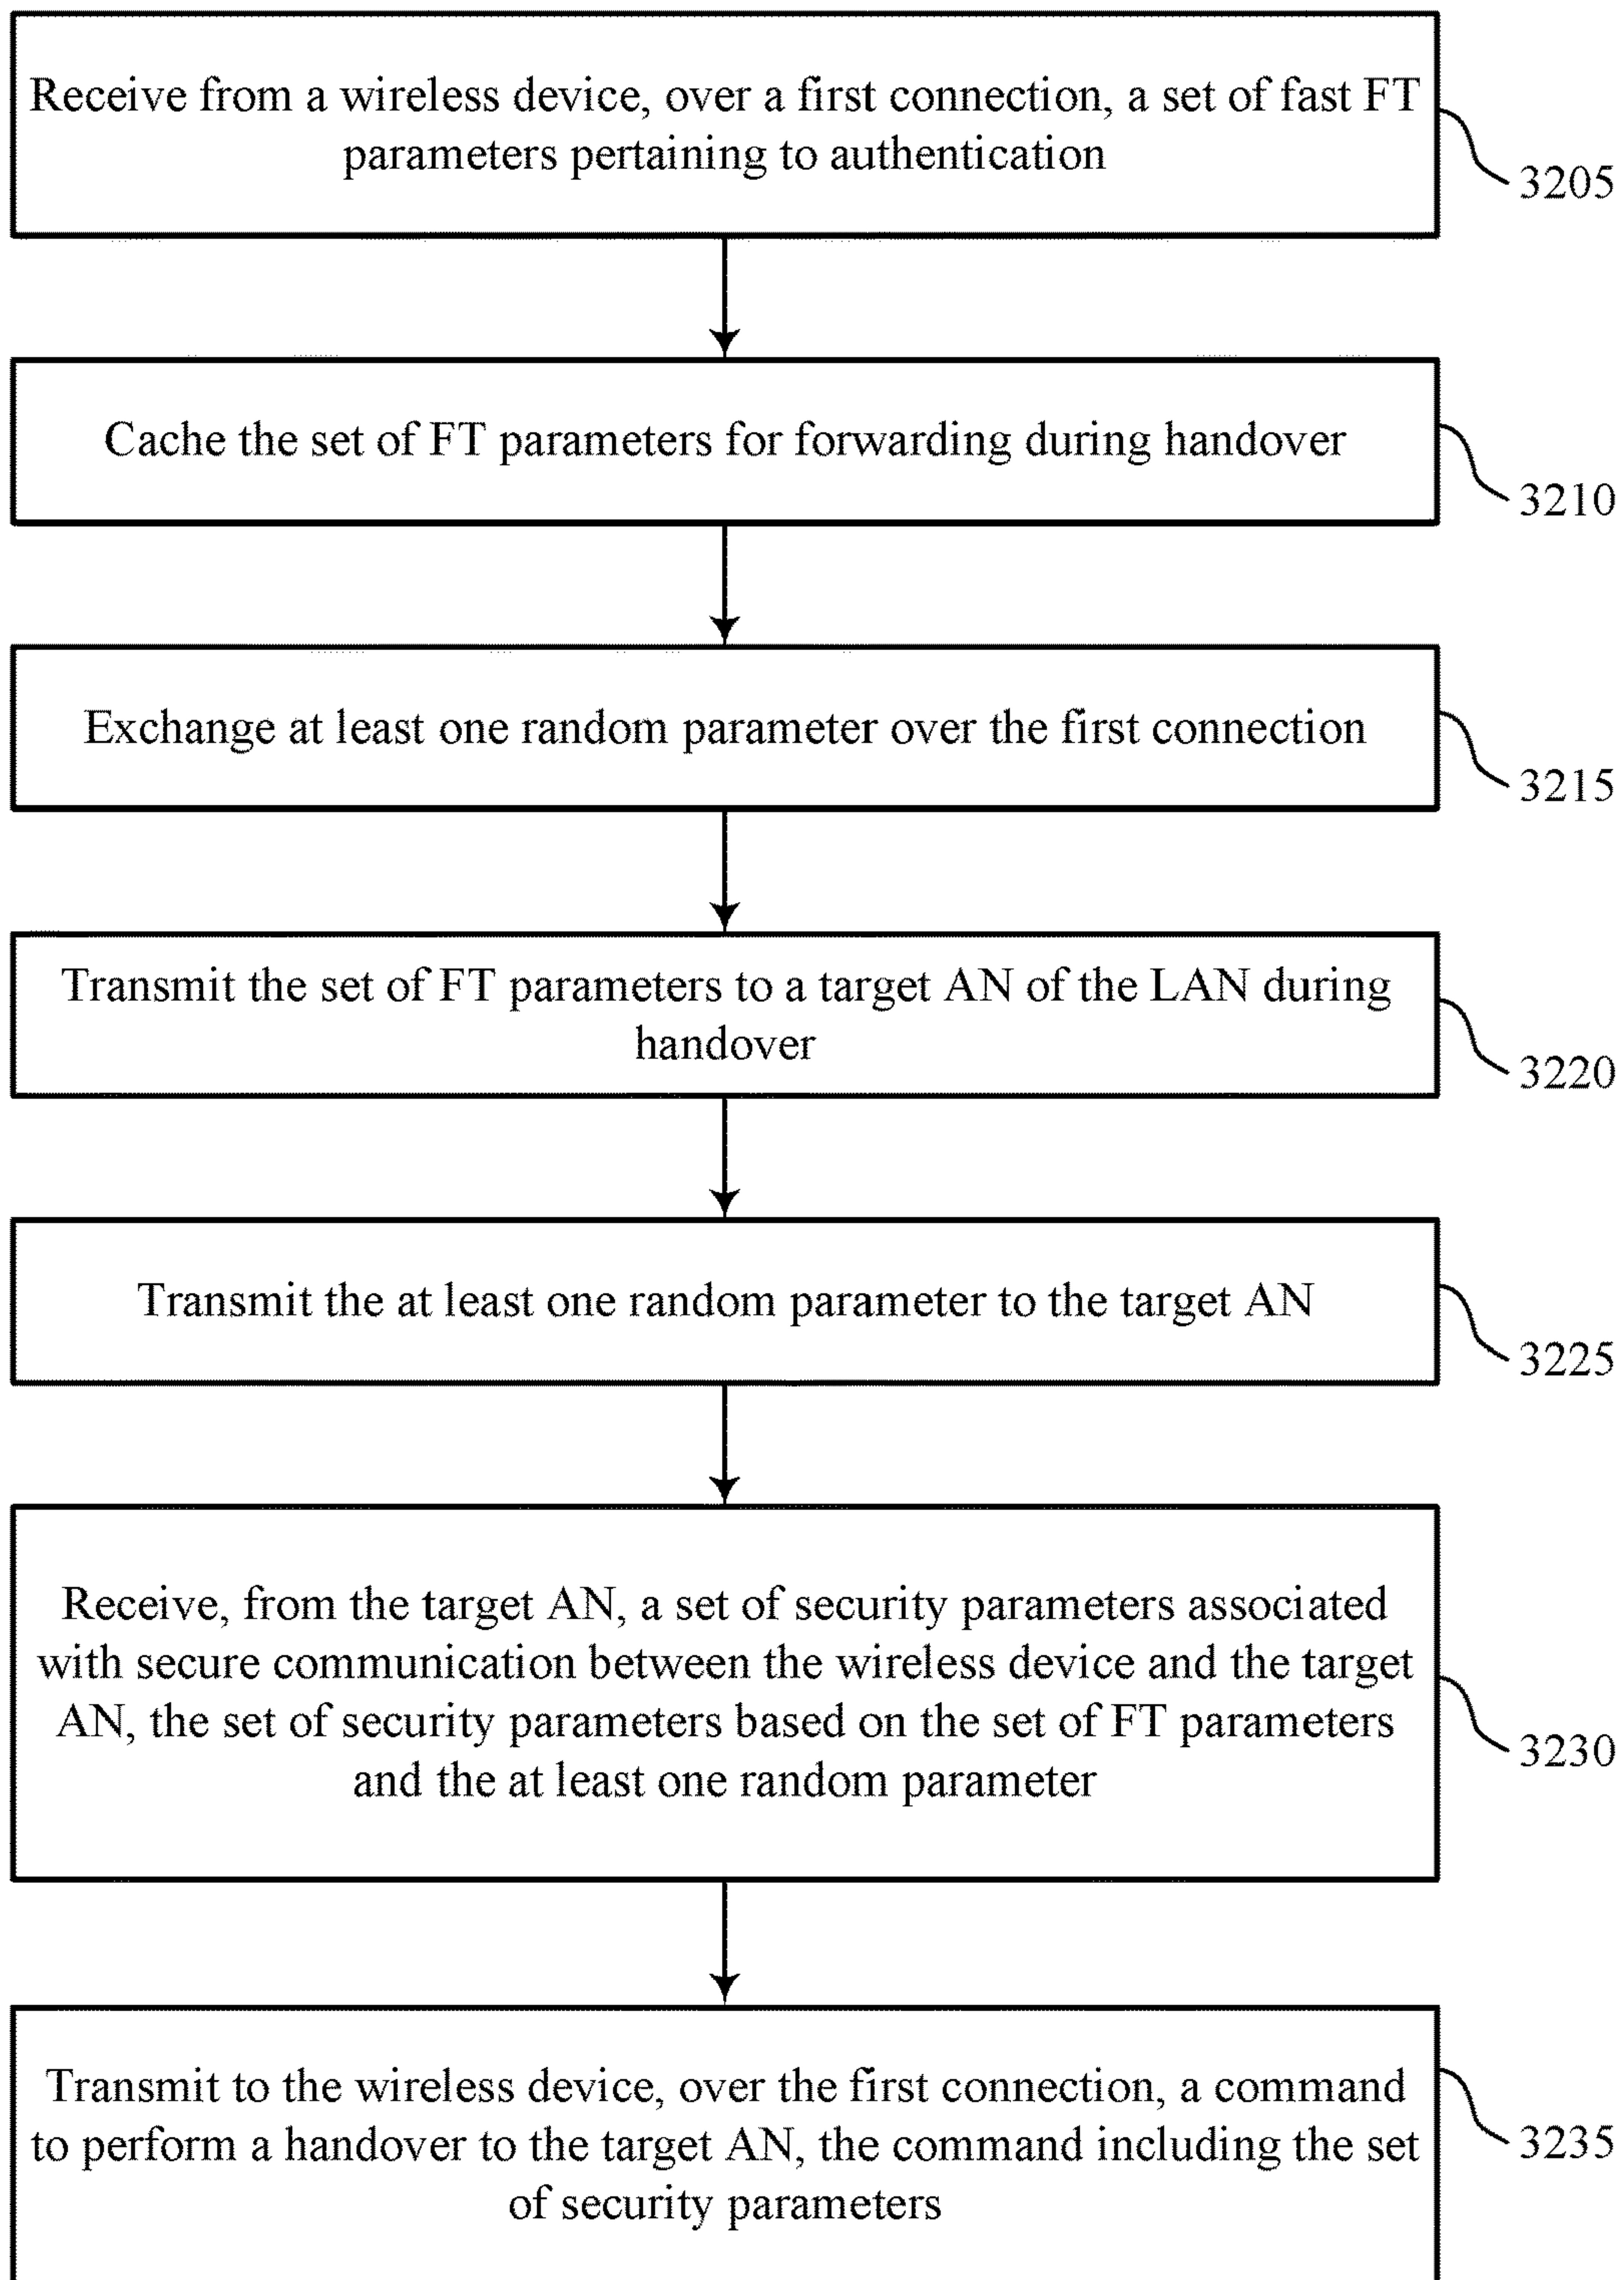 Receive from a wireless device, over a first connection, a set of fast FT
parameters pertaining to authentication
3205
Cache the set of FT parameters for forwarding during handover
3210
Exchange at least one random parameter over the first connection
3215
Transmit the set of FT parameters to a target AN of the LAN during
handover
3220
Transmit the at least one random parameter to the target AN
3225
Receive, from the target AN, a set of security parameters associated
with secure communication between the wireless device and the target
AN, the set of security parameters based on the set of FT parameters
and the at least one random parameter
3230
Transmit to the wireless device, over the first connection, a command
to perform a handover to the target AN, the command including the set
of security parameters
3235